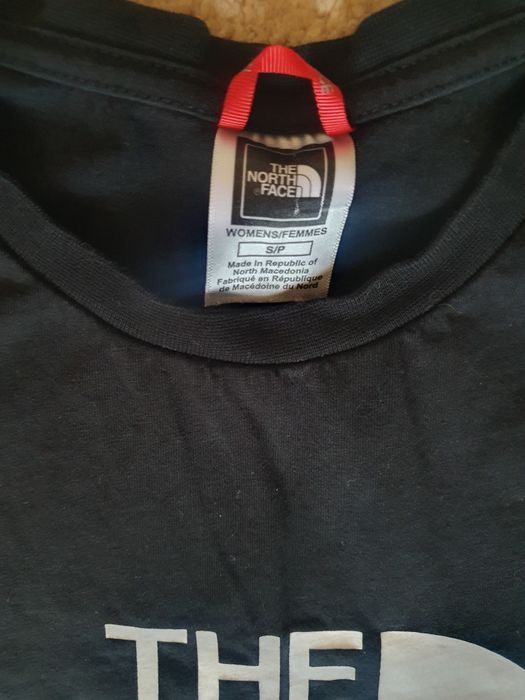 THE
NORTH
FACE
WOMENS/FEMMES
S/P
Made in Republic of
North Macedonia
Fabriqué en République
de Macédoine du Nord
THE